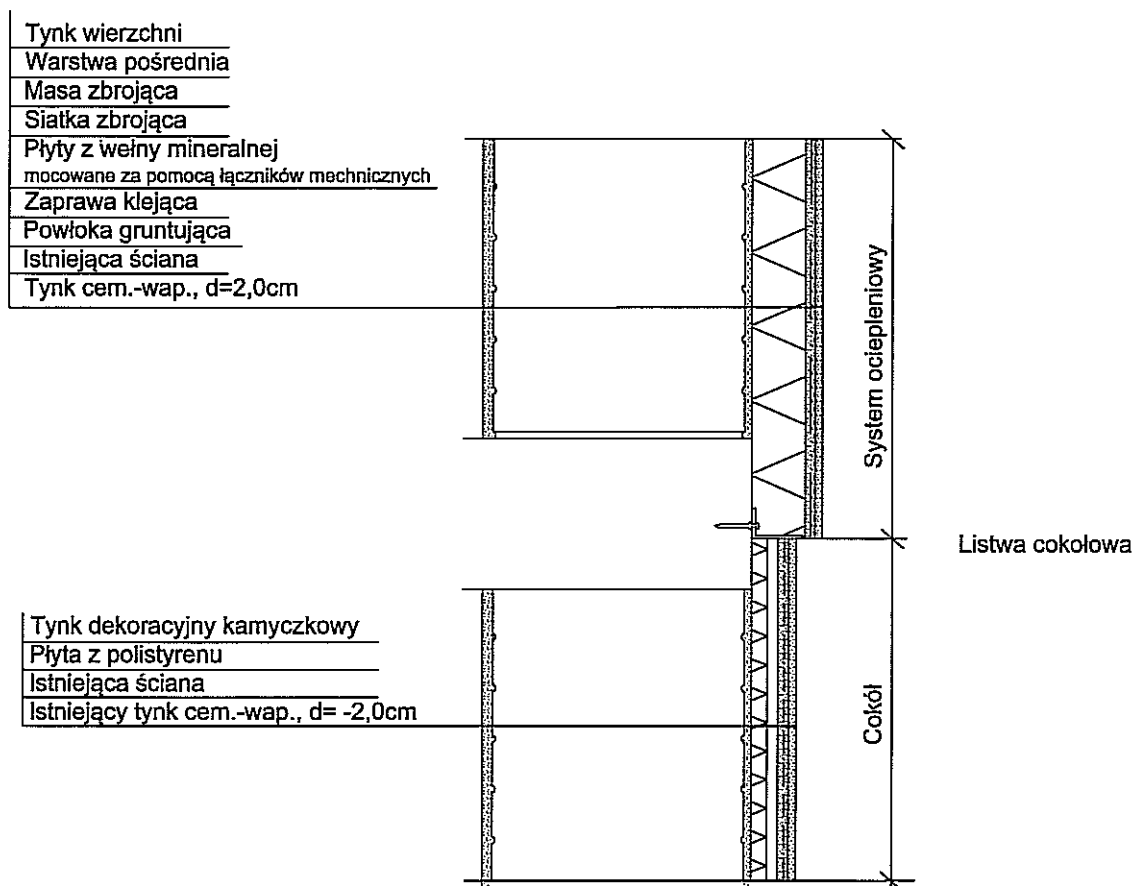 Tynk wierzchni
Warstwa pośrednia
Masa zbrojąca
Siatka zbrojąca
Płyty z wełny mineralnej
mocowane za pomocą łączników mechnicznych
Zaprawa klejąca
Powłoka gruntująca
Istniejąca ściana
Tynk cem.-wap., d=2,0cm
System ociepleniowy
Listwa cokołowa
Tynk dekoracyjny kamyczkowy
Płyta z polistyrenu
Istniejąca ściana
Istniejący tynk cem.-wap., d= -2,0cm
Cokół